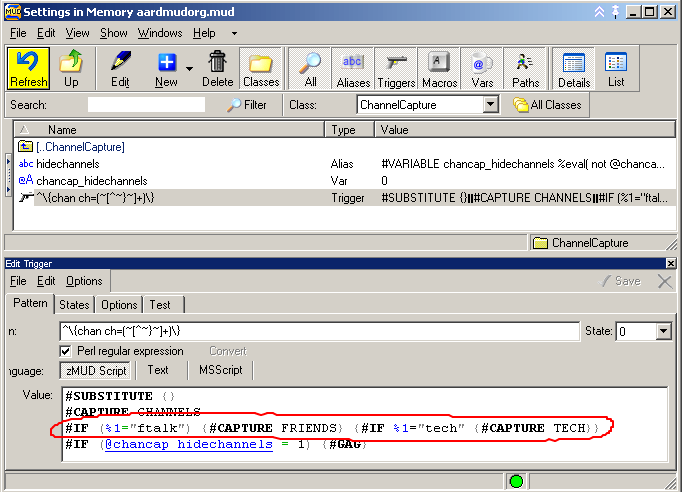 Settings in Memory aardmudorg.mud
File Edit View Show Windows Help
Refresh Up Edit New Delete Classes All Aliases Triggers Macros Vars Paths Details List
Search: Filter Class: ChannelCapture All Classes
Name Type Value
[..ChannelCapture]
abc hidechannels Alias #VARIABLE chancap_hidechannels %eval( not @chanca...
@A chancap_hidechannels Var 0
^\{chan ch=(~[^~}~]+)\} Trigger #SUBSTITUTE {}||#CAPTURE CHANNELS||#IF (%1="ftalk...
ChannelCapture
Edit Trigger
File Edit Options Save
Pattern States Options Test
n: ^\{chan ch=(~[^~}~]+)\} State: 0
Perl regular expression Convert
nguage: zMUD Script Text MSScript
Value: #SUBSTITUTE {}
#CAPTURE CHANNELS
#IF (%1="ftalk") {#CAPTURE FRIENDS} {#IF %1="tech" {#CAPTURE TECH}}
#IF (@chancap_hidechannels = 1) {#GAG}